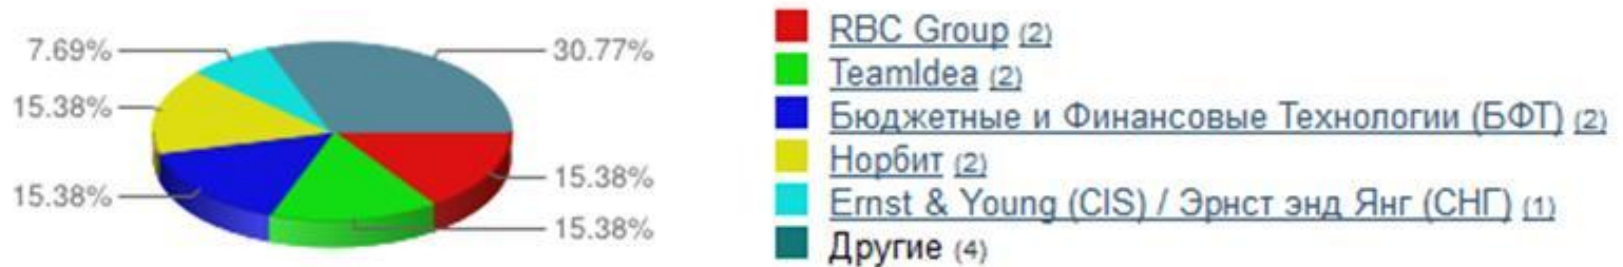 7.69%
30.77%
15.38%
15.38%
15.38%
15.38%
RBC Group (2)
TeamIdea (2)
Бюджетные и Финансовые Технологии (БФТ) (2)
Норбит (2)
Ernst & Young (CIS) / Эрнст энд Янг (СНГ) (1)
Другие (4)